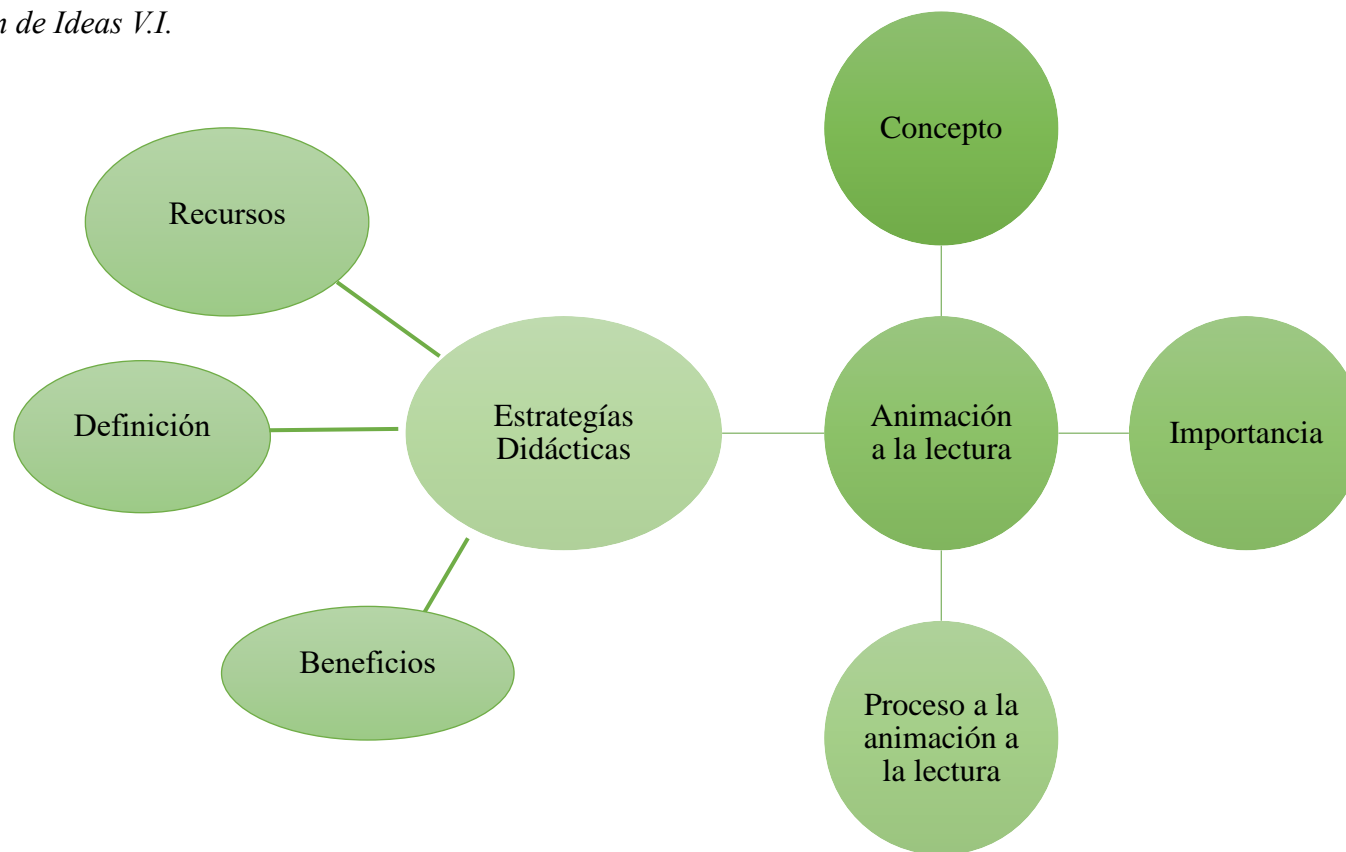 de Ideas V.I.
Concepto
Recursos
Definición
Estrategías
Didácticas
Animación
a la lectura
Importancia
Beneficios
Proceso a la
animación a
la lectura